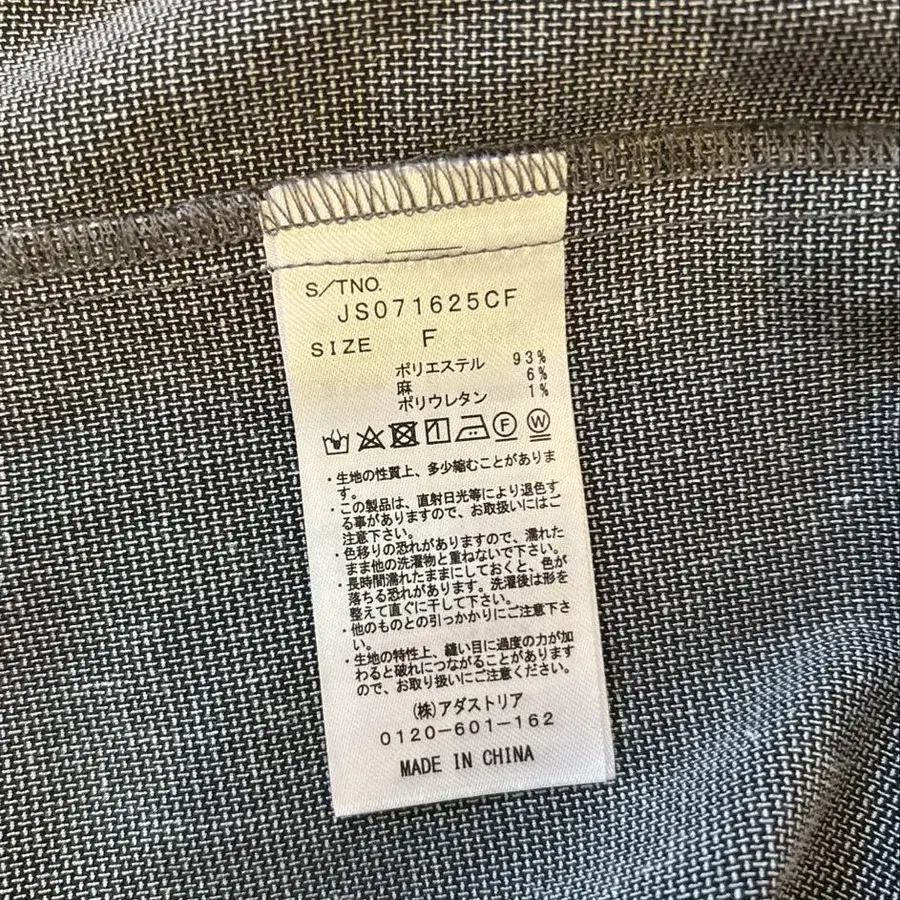 S/TNO.
JS071625CF
SIZE F
ポリエステル 93%
麻 6%
ポリウレタン 1%
F W
・生地の性質上、多少縮むことがありま
す。
・この製品は、直射日光等により退色す
る事がありますので、お取扱いにはご
注意下さい。
・色移りの恐れがありますので、濡れた
まま他の洗濯物と重ねないで下さい。
・長時間濡れたままにしておくと、色が
落ちる恐れがあります。洗濯後は形を
整えて直ぐに干して下さい。
・他のものとの引っかかりにご注意下さ
い。
・生地の特性上、縫い目に過度の力が加
わると破れにつながることがあります
ので、お取り扱いにご注意ください。
(株)アダストリア
0120-601-162
MADE IN CHINA